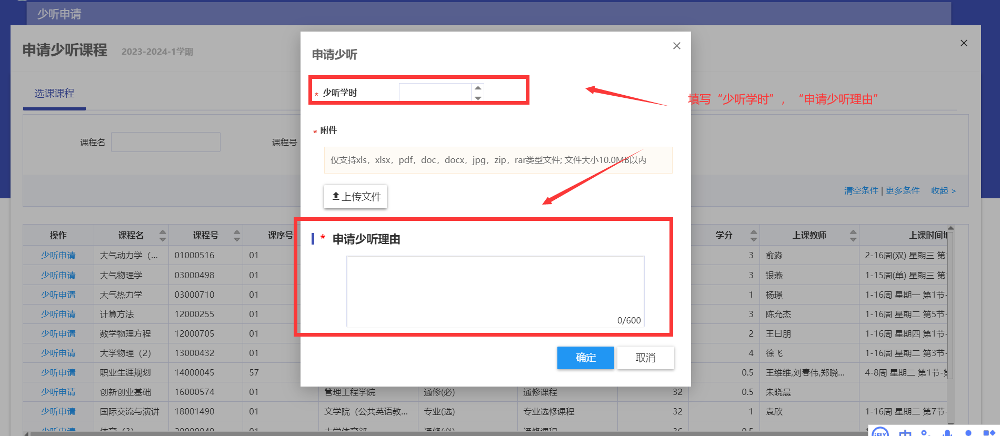 少听申请
申请少听课程 2023-2024-1学期
选课课程
课程名 课程号
清空条件 | 更多条件 收起 >
申请少听
* 少听学时
填写“少听学时”，“申请少听理由”
* 附件
仅支持xls，xlsx，pdf，doc，docx，jpg，zip，rar类型文件; 文件大小10.0MB以内
上传文件
* 申请少听理由
0/600
确定 取消
操作 课程名 课程号 课序号 学分 上课教师 上课时间
少听申请 大气动力学（... 01000516 01 3 俞淼 2-16周(双) 星期三 第
少听申请 大气物理学 03000498 01 3 银燕 1-15周(单) 星期三 第
少听申请 大气热力学 03000710 01 1 杨璟 1-16周 星期一 第1节-
少听申请 计算方法 12000255 01 3 陈允杰 1-16周 星期二 第5节-
少听申请 数学物理方程 12000705 01 2 王曰朋 1-16周 星期四 第1节-
少听申请 大学物理（2） 13000432 01 4 徐飞 1-16周 星期二 第3节-
少听申请 职业生涯规划 14000045 57 0.5 王维维,刘春伟,郑晓... 4-8周 星期二 第1节-
少听申请 创新创业基础 16000574 01 管理工程学院 通修(必) 通修课程 32 0.5 朱晓晨
少听申请 国际交流与演讲 18001490 01 文学院（公共英语教... 专业(选) 专业选修课程 32 1 袁欣 1-16周 星期二 第7节-
iFLY 中